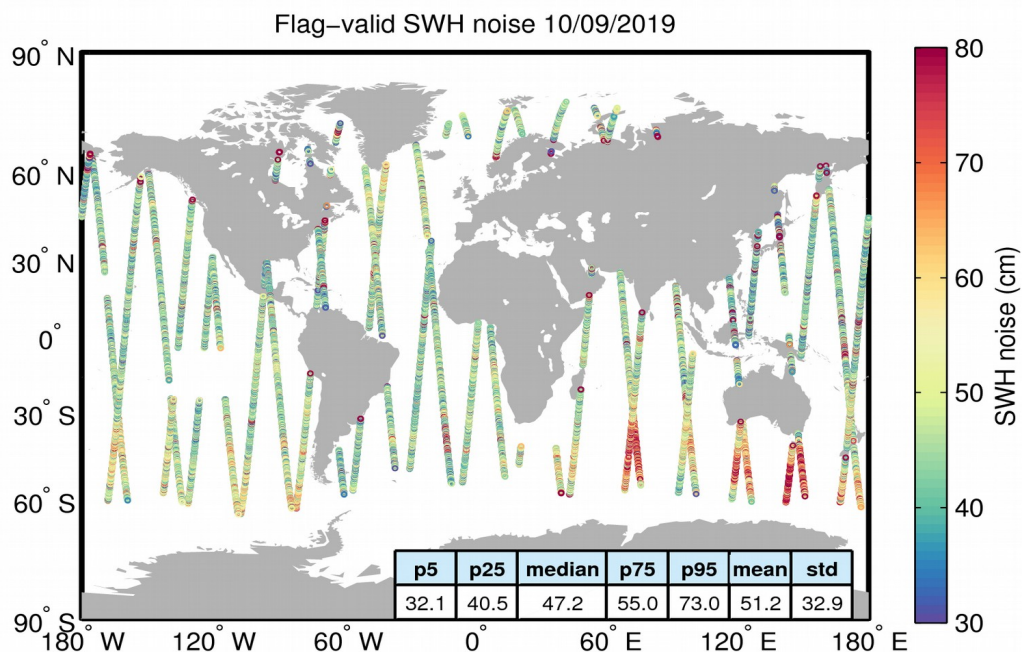 Flag−valid SWH noise 10/09/2019
90° N
60° N
30° N
0°
30° S
60° S
90° S
180° W
120° W
60° W
0°
60° E
120° E
180° E
80
70
60
50
40
30
SWH noise (cm)
p5 p25 median p75 p95 mean std
32.1 40.5 47.2 55.0 73.0 51.2 32.9